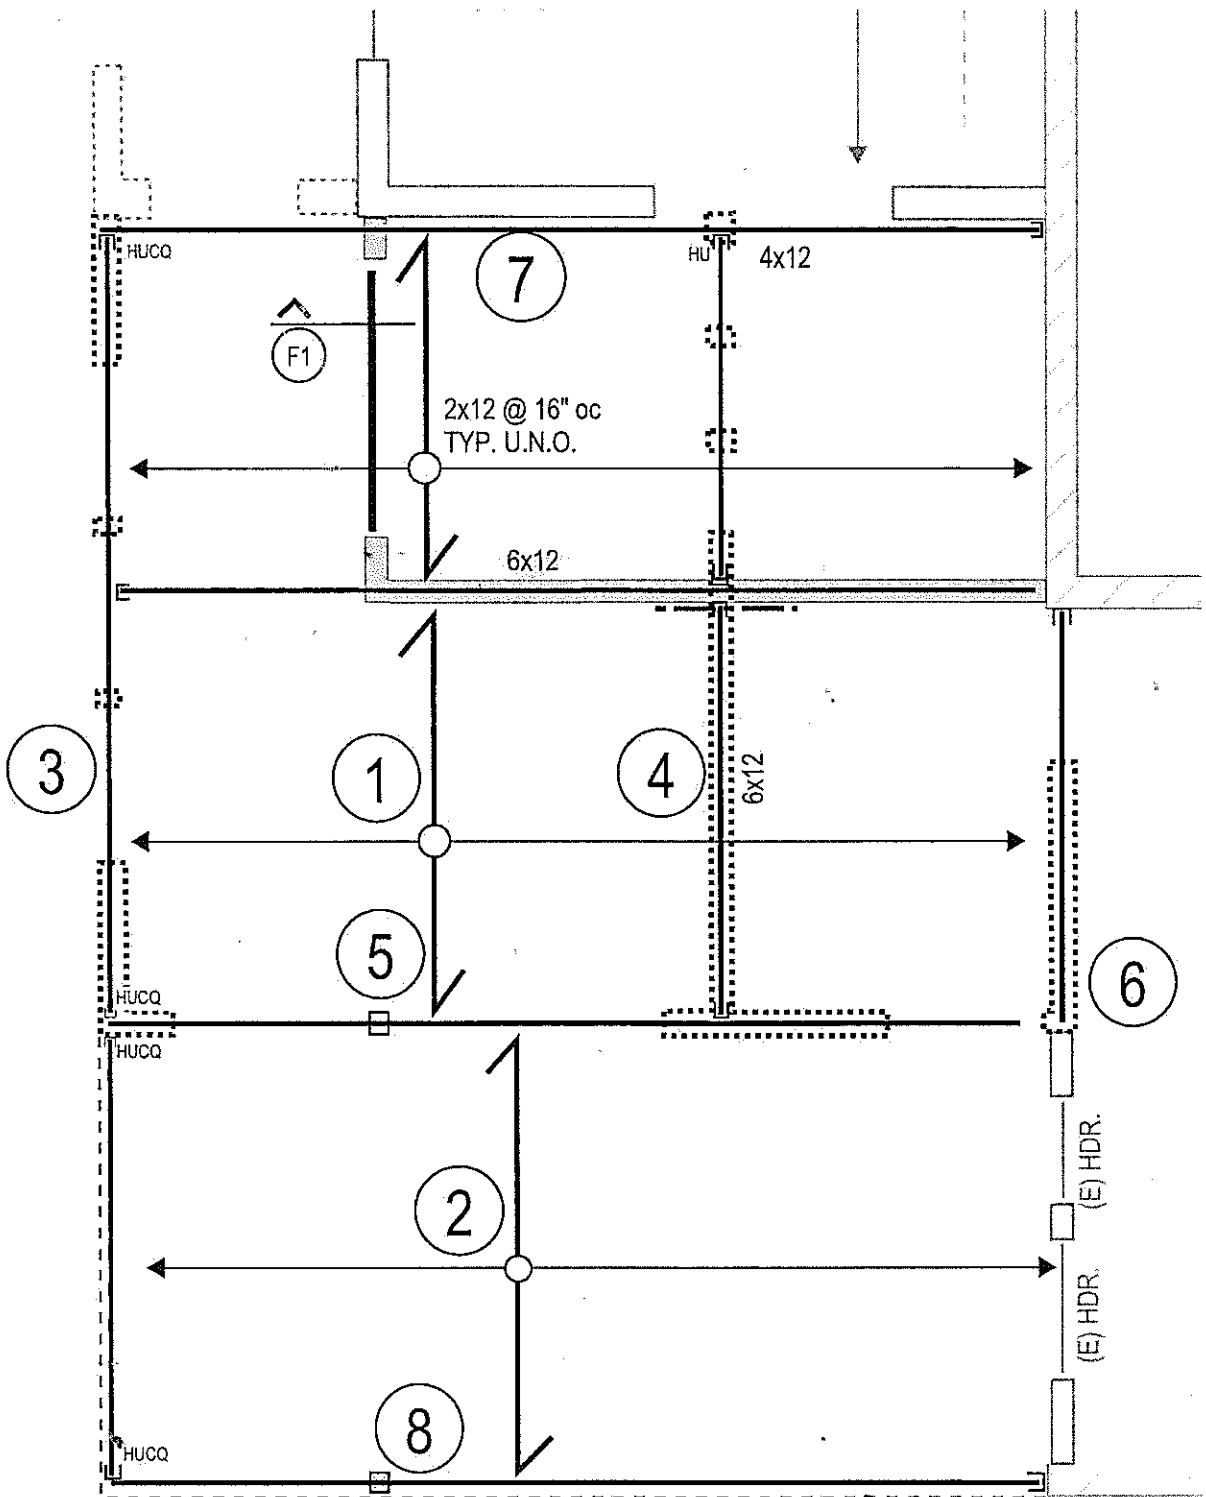 HUCQ
HU
4x12
7
F1
2x12 @ 16" oc
TYP. U.N.O.
6x12
3
1
4
6x12
5
6
HUCQ
HUCQ
(E) HDR.
2
(E) HDR.
8
HUCQ